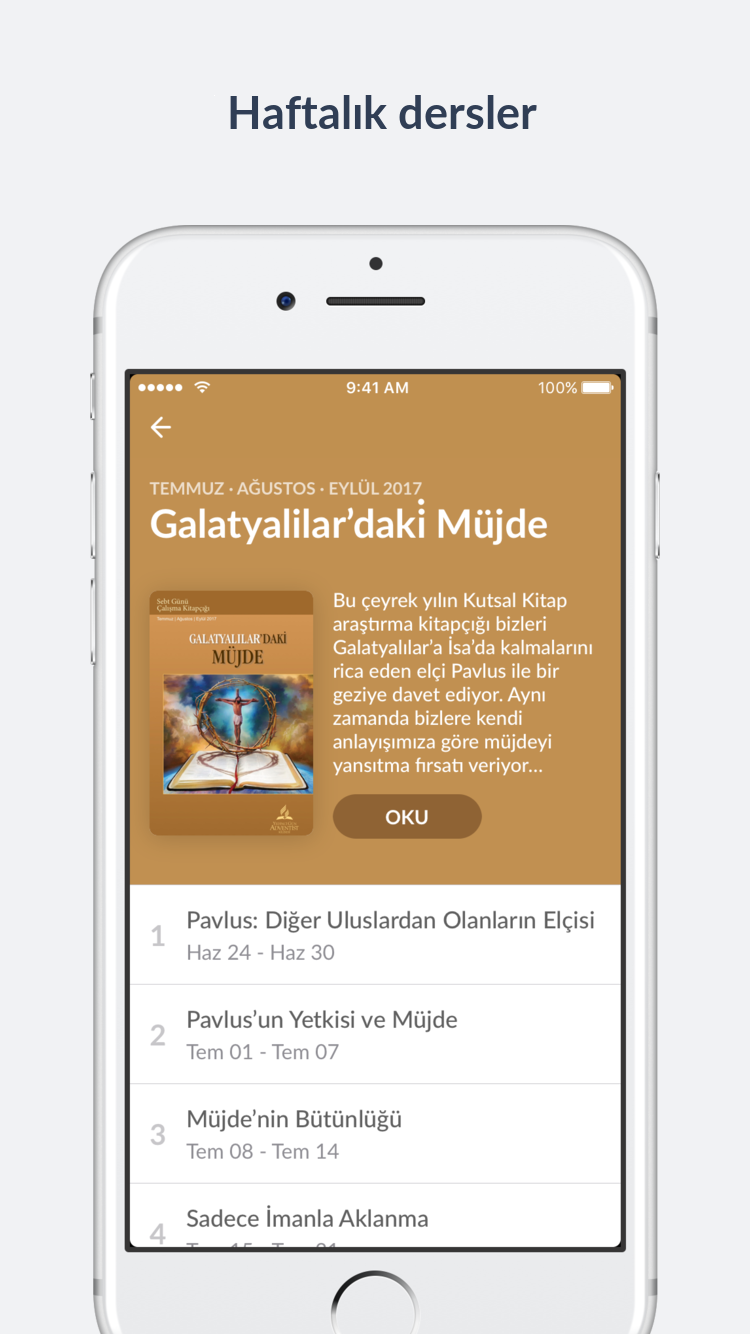 Haftalık dersler
9:41 AM
100%
TEMMUZ · AĞUSTOS · EYLÜL 2017
Galatyalilar’daki̇ Müjde
Sebt Günü
Çalışma Kitapçığı
Temmuz | Ağustos | Eylül 2017
GALATYALILAR’DAKİ
MÜJDE
ADVENTIST
Bu çeyrek yılın Kutsal Kitap
araştırma kitapçığı bizleri
Galatyalılar’a İsa’da kalmalarını
rica eden elçi Pavlus ile bir
geziye davet ediyor. Aynı
zamanda bizlere kendi
anlayışımıza göre müjdeyi
yansıtma fırsatı veriyor...
OKU
1
Pavlus: Diğer Uluslardan Olanların Elçisi
Haz 24 - Haz 30
2
Pavlus’un Yetkisi ve Müjde
Tem 01 - Tem 07
3
Müjde’nin Bütünlüğü
Tem 08 - Tem 14
4
Sadece İmanla Aklanma